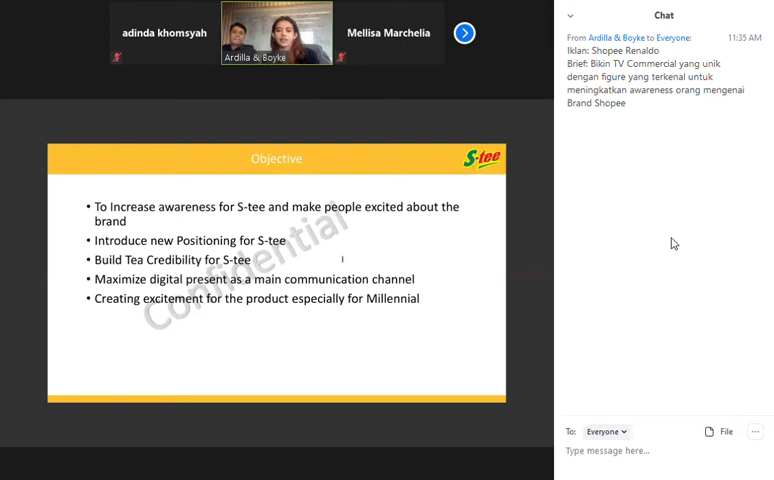 adinda khomsyah
Ardilla & Boyke
Mellisa Marchelia
Chat
From Ardilla & Boyke to Everyone: 11:35 AM
Iklan: Shopee Renaldo
Brief: Bikin TV Commercial yang unik
dengan figure yang terkenal untuk
meningkatkan awareness orang mengenai
Brand Shopee
Objective
S-tee
• To Increase awareness for S-tee and make people excited about the
brand
• Introduce new Positioning for S-tee
• Build Tea Credibility for S-tee
• Maximize digital present as a main communication channel
• Creating excitement for the product especially for Millennial
Confidential
To: Everyone
File
Type message here...